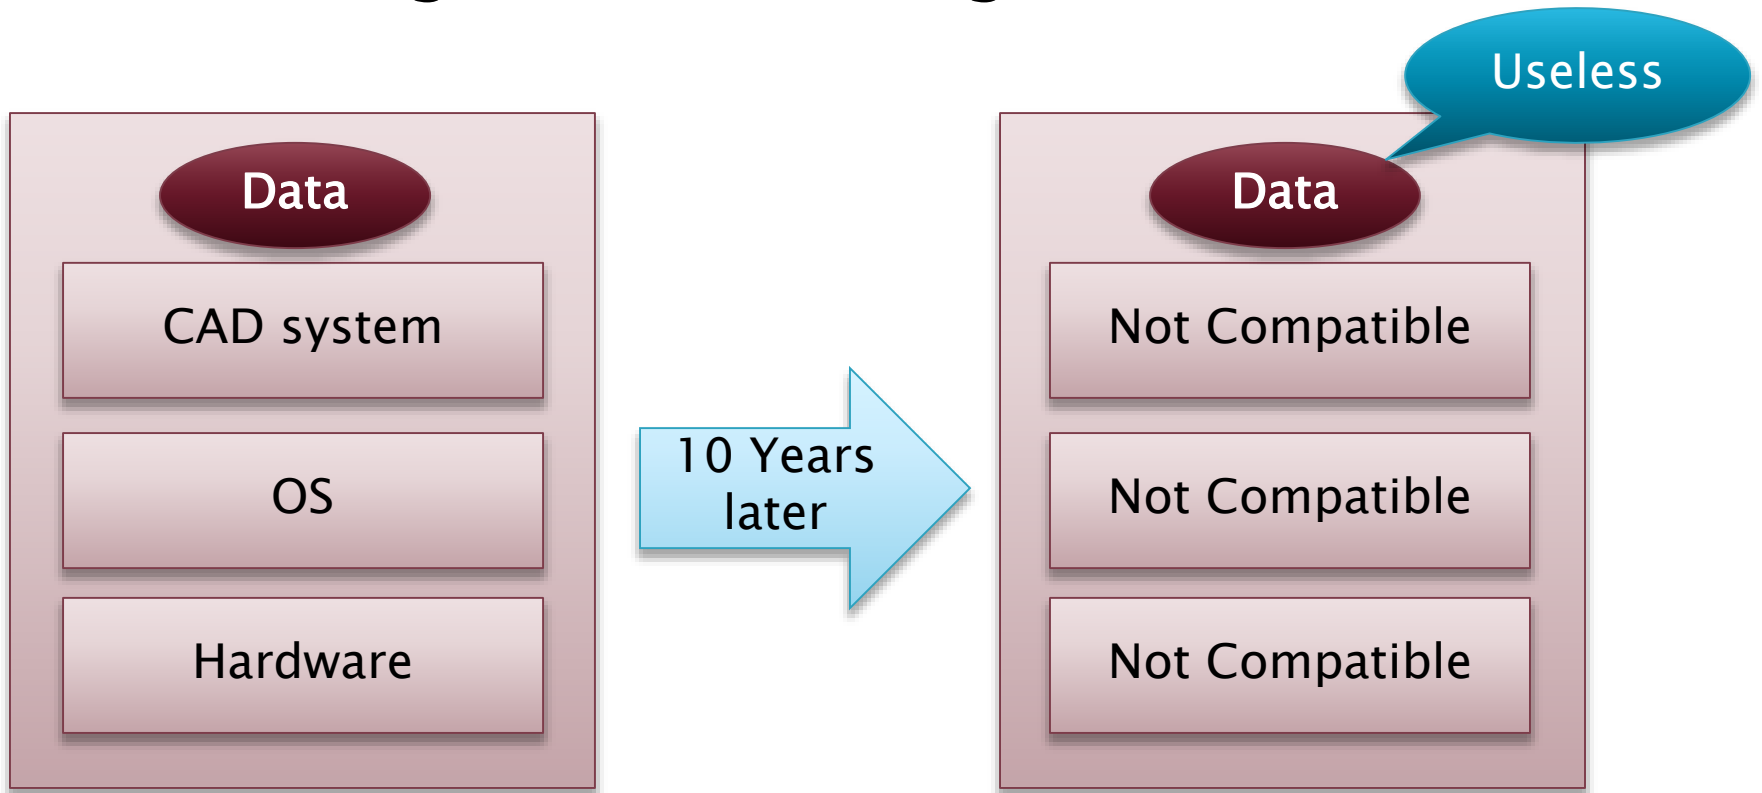 Useless
Data
CAD system
OS
Hardware
10 Years
later
Data
Not Compatible
Not Compatible
Not Compatible